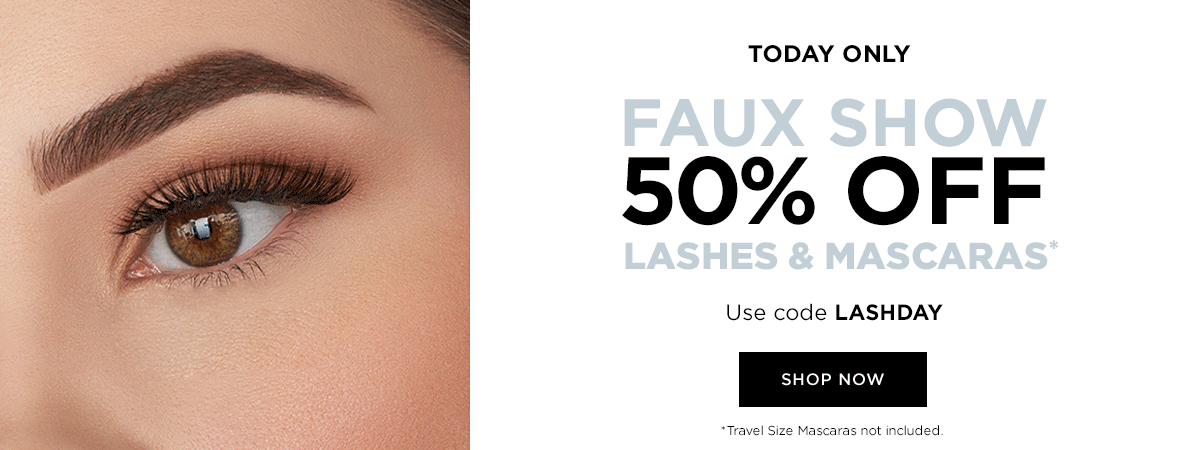 TODAY ONLY
FAUX SHOW
50% OFF
LASHES & MASCARAS*
Use code LASHDAY
SHOP NOW
*Travel Size Mascaras not included.